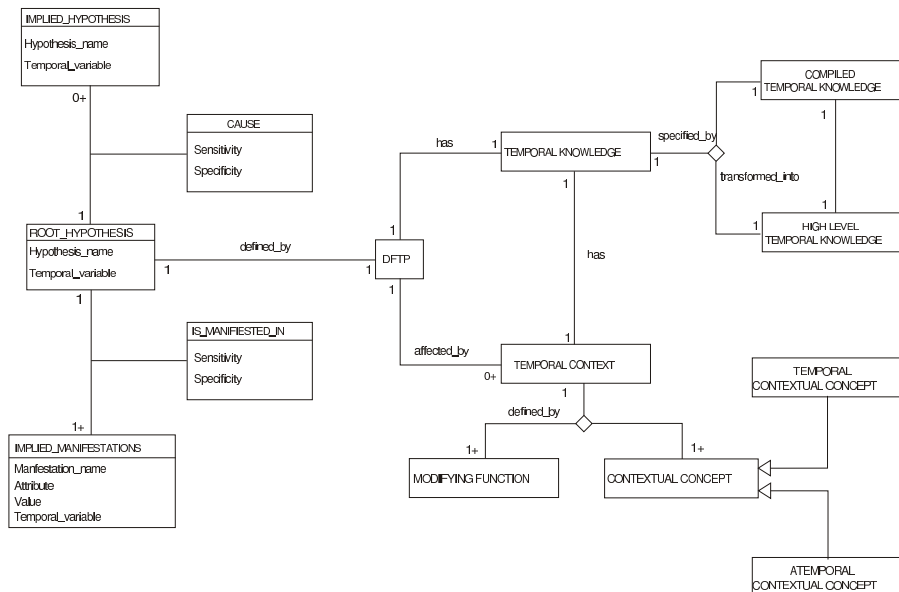 IMPLIED_HYPOTHESIS
Hypothesis_name
Temporal_variable
0+
CAUSE
Sensitivity
Specificity
1
ROOT_HYPOTHESIS
Hypothesis_name
Temporal_variable
1
1
defined_by
1
DFTP
1
1
has
1
TEMPORAL KNOWLEDGE
1
1
specified_by
transformed_into
1
COMPILED
TEMPORAL KNOWLEDGE
1
1
1
HIGH LEVEL
TEMPORAL KNOWLEDGE
has
IS_MANIFIESTED_IN
Sensitivity
Specificity
affected_by
0+
1
TEMPORAL CONTEXT
1
defined_by
1+
1+
MODIFYING FUNCTION
CONTEXTUAL CONCEPT
TEMPORAL
CONTEXTUAL CONCEPT
ATEMPORAL
CONTEXTUAL CONCEPT
1+
IMPLIED_MANIFESTATIONS
Manfestation_name
Attribute
Value
Temporal_variable